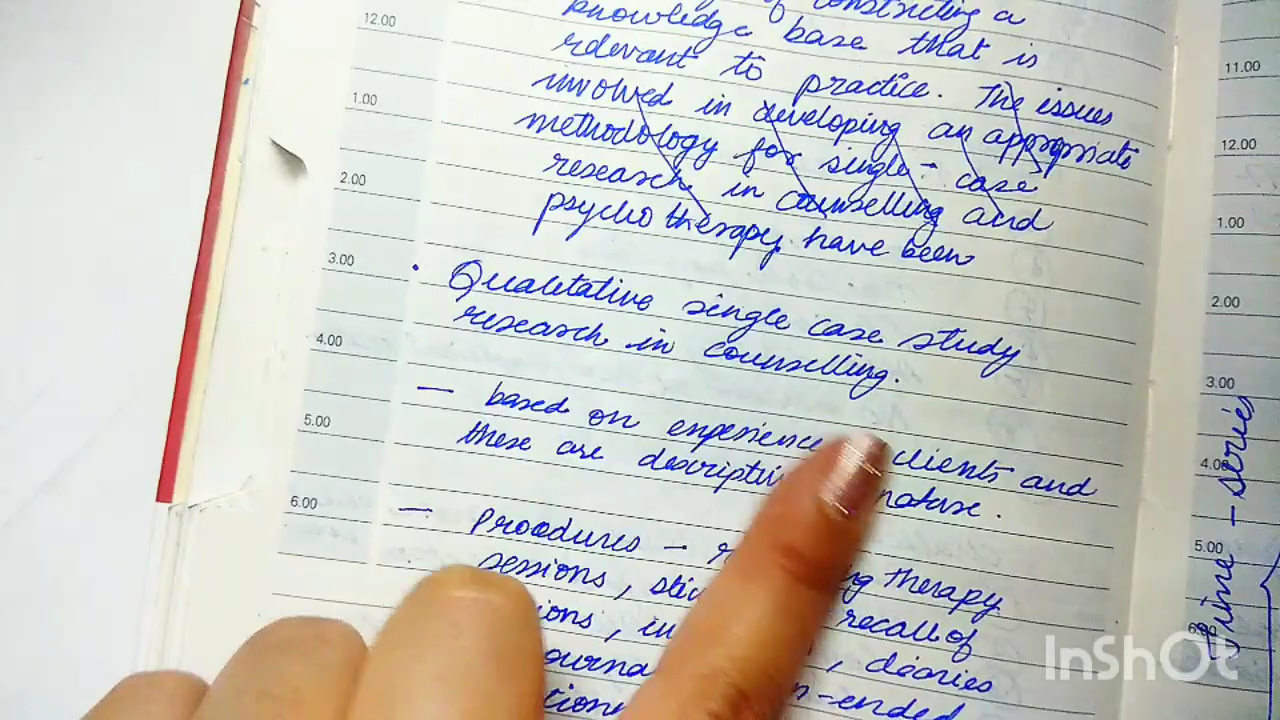 of constructing a
12.00 knowledge base that is
relevant to practice. The issues
1.00 involved in developing an appropriate
methodology for single - case
2.00 research in counselling and
psychotherapy have been
3.00 • Qualitative single case study
research in counselling.
4.00
— based on experience clients and
5.00 these are descriptive nature.
6.00 — Procedures — therapy
sessions,
recall of
, diaries
-ended
11.00
12.00
1.00
2.00
3.00
4.00
5.00
Time - series
InShOt